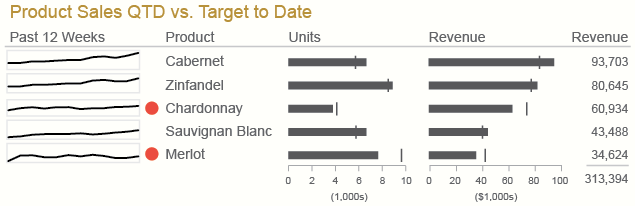 Product Sales QTD vs. Target to Date
Past 12 Weeks Product Units Revenue Revenue
Cabernet 93,703
Zinfandel 80,645
Chardonnay 60,934
Sauvignan Blanc 43,488
Merlot 34,624
0 2 4 6 8 10 0 20 40 60 80 100 313,394
(1,000s) ($1,000s)